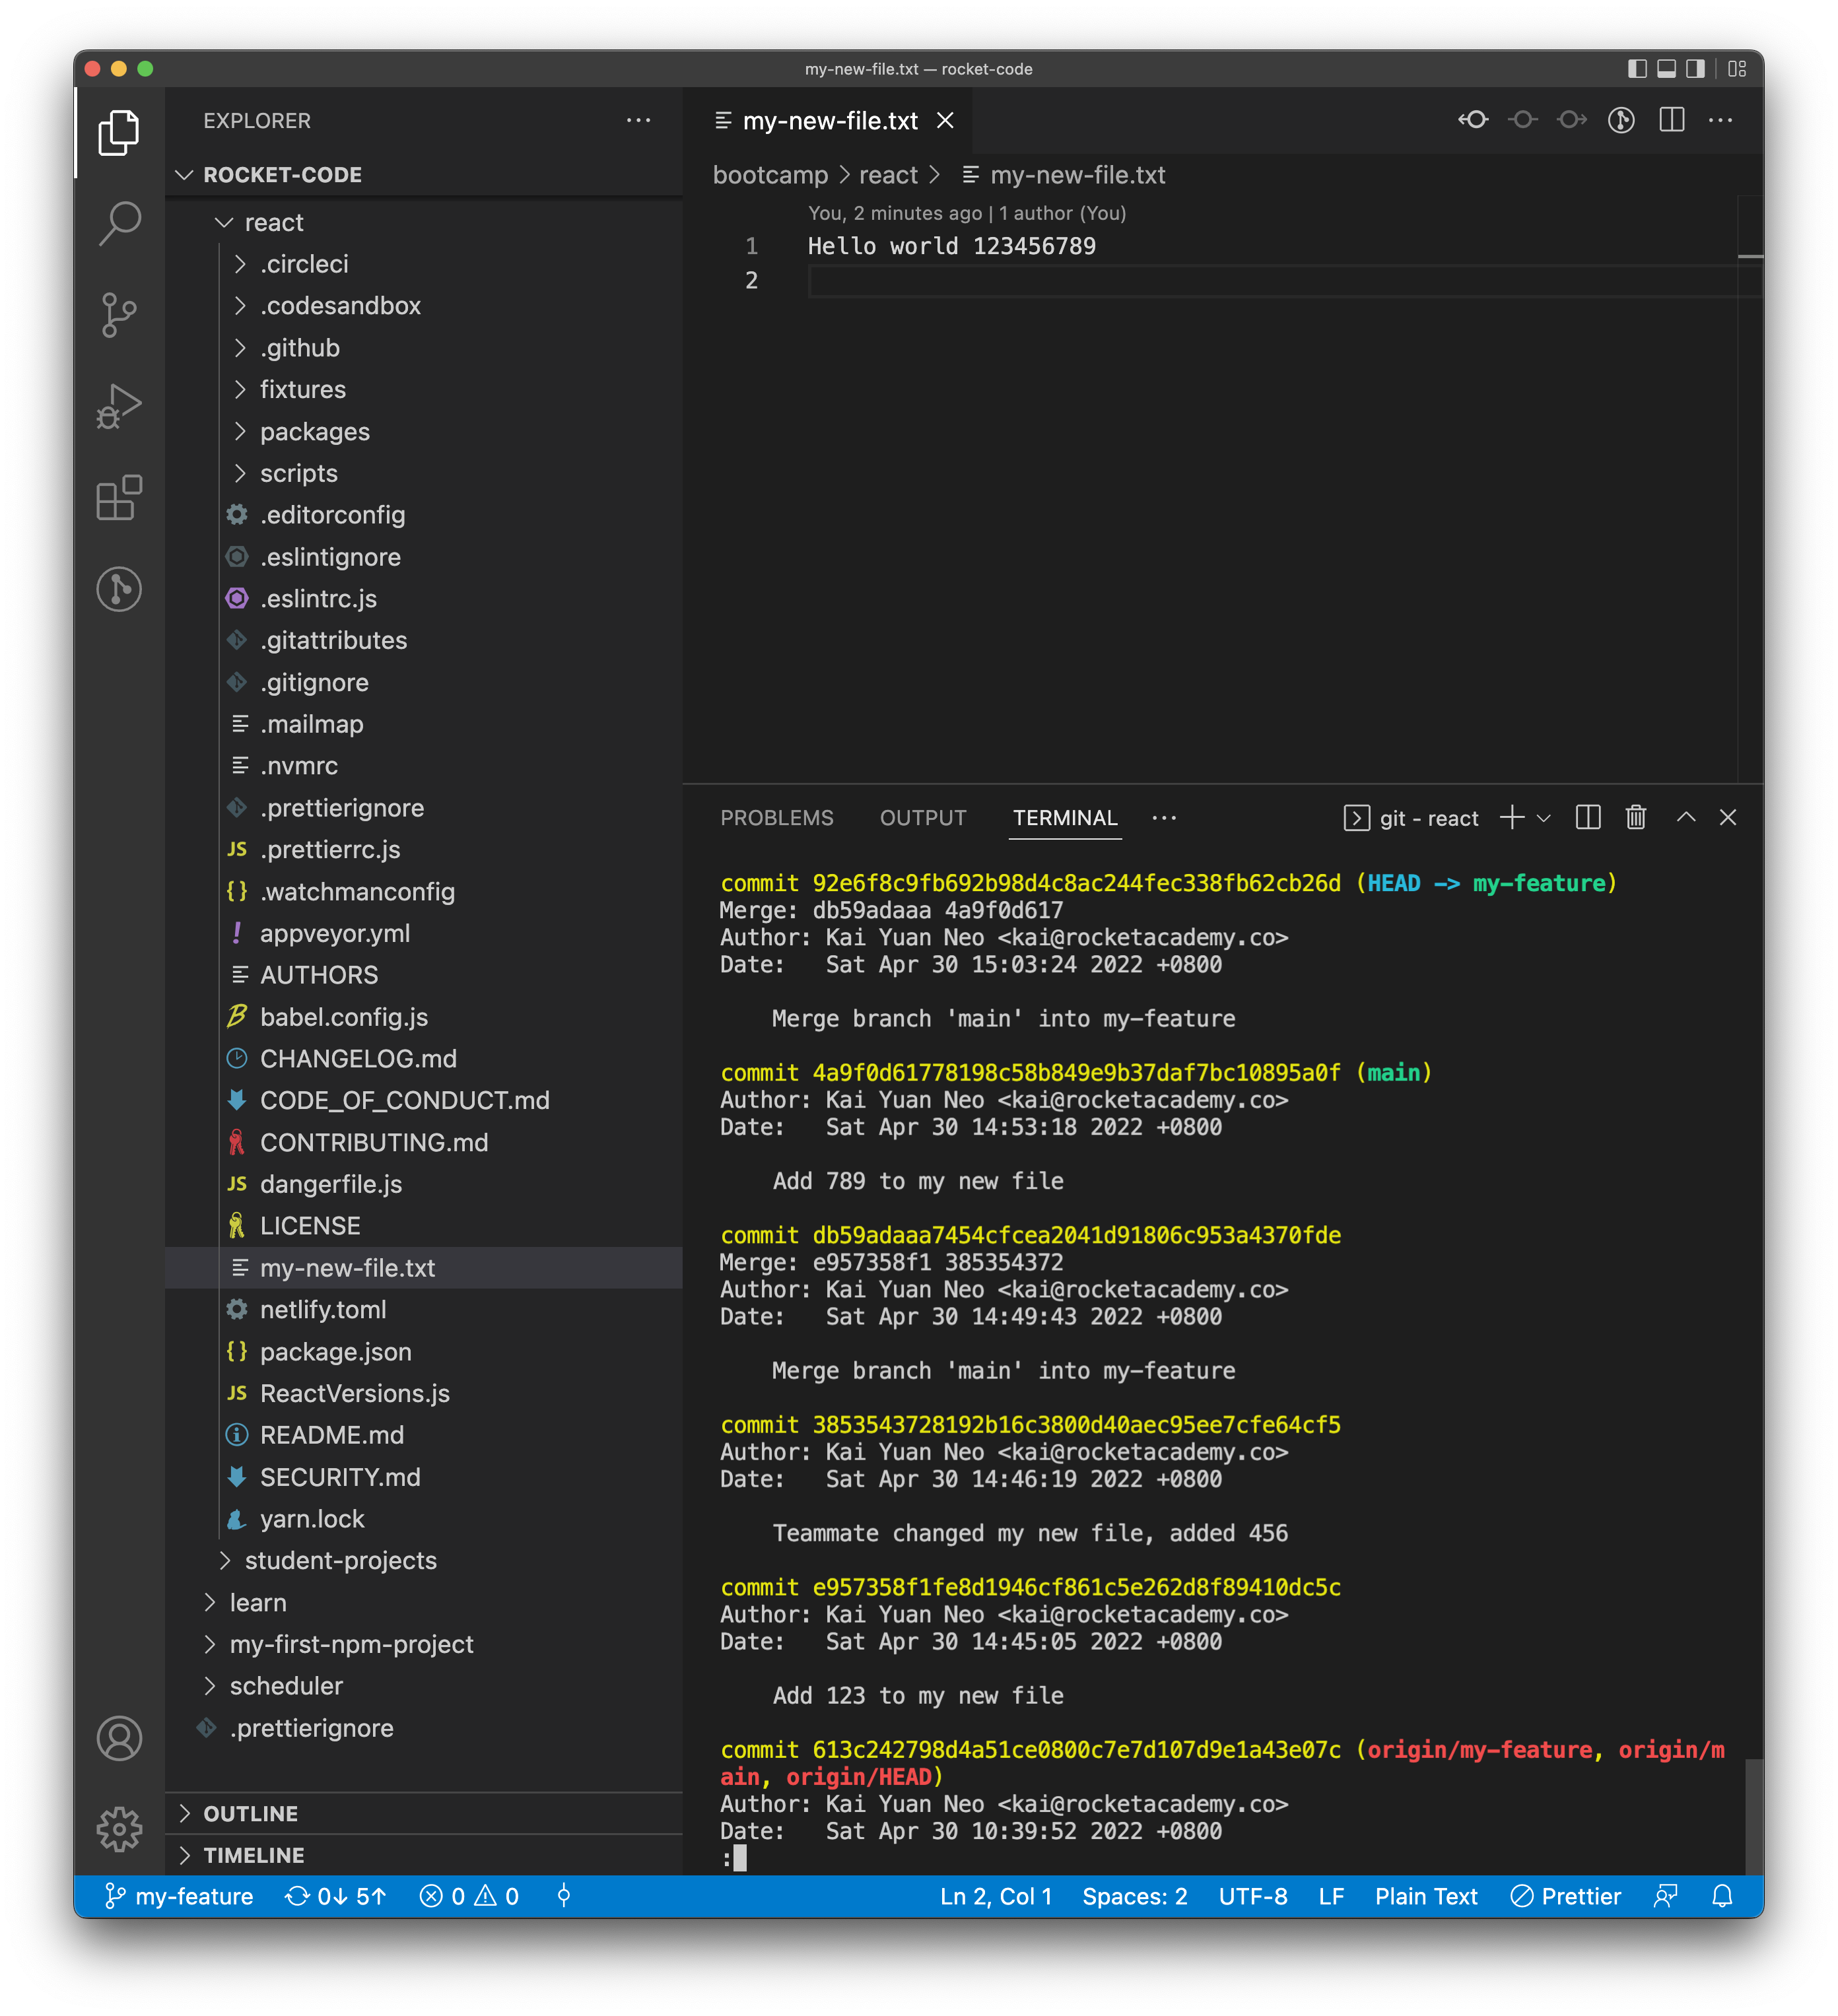 my-new-file.txt — rocket-code
EXPLORER
ROCKET-CODE
react
.circleci
.codesandbox
.github
fixtures
packages
scripts
.editorconfig
.eslintignore
.eslintrc.js
.gitattributes
.gitignore
.mailmap
.nvmrc
.prettierignore
JS .prettierrc.js
{} .watchmanconfig
! appveyor.yml
AUTHORS
babel.config.js
CHANGELOG.md
CODE_OF_CONDUCT.md
CONTRIBUTING.md
JS dangerfile.js
LICENSE
my-new-file.txt
netlify.toml
{} package.json
JS ReactVersions.js
README.md
SECURITY.md
yarn.lock
student-projects
learn
my-first-npm-project
scheduler
.prettierignore
OUTLINE
TIMELINE
my-new-file.txt
bootcamp > react > my-new-file.txt
You, 2 minutes ago | 1 author (You)
1 Hello world 123456789
2
PROBLEMS OUTPUT TERMINAL ··· git - react
commit 92e6f8c9fb692b98d4c8ac244fec338fb62cb26d (HEAD -> my-feature)
Merge: db59adaaa 4a9f0d617
Author: Kai Yuan Neo <kai@rocketacademy.co>
Date:   Sat Apr 30 15:03:24 2022 +0800
Merge branch 'main' into my-feature
commit 4a9f0d61778198c58b849e9b37daf7bc10895a0f (main)
Author: Kai Yuan Neo <kai@rocketacademy.co>
Date:   Sat Apr 30 14:53:18 2022 +0800
Add 789 to my new file
commit db59adaaa7454cfcea2041d91806c953a4370fde
Merge: e957358f1 385354372
Author: Kai Yuan Neo <kai@rocketacademy.co>
Date:   Sat Apr 30 14:49:43 2022 +0800
Merge branch 'main' into my-feature
commit 3853543728192b16c3800d40aec95ee7cfe64cf5
Author: Kai Yuan Neo <kai@rocketacademy.co>
Date:   Sat Apr 30 14:46:19 2022 +0800
Teammate changed my new file, added 456
commit e957358f1fe8d1946cf861c5e262d8f89410dc5c
Author: Kai Yuan Neo <kai@rocketacademy.co>
Date:   Sat Apr 30 14:45:05 2022 +0800
Add 123 to my new file
commit 613c242798d4a51ce0800c7e7d107d9e1a43e07c (origin/my-feature, origin/m
ain, origin/HEAD)
Author: Kai Yuan Neo <kai@rocketacademy.co>
Date:   Sat Apr 30 10:39:52 2022 +0800
:
my-feature 0↓ 5↑ 0 0 Ln 2, Col 1 Spaces: 2 UTF-8 LF Plain Text Prettier